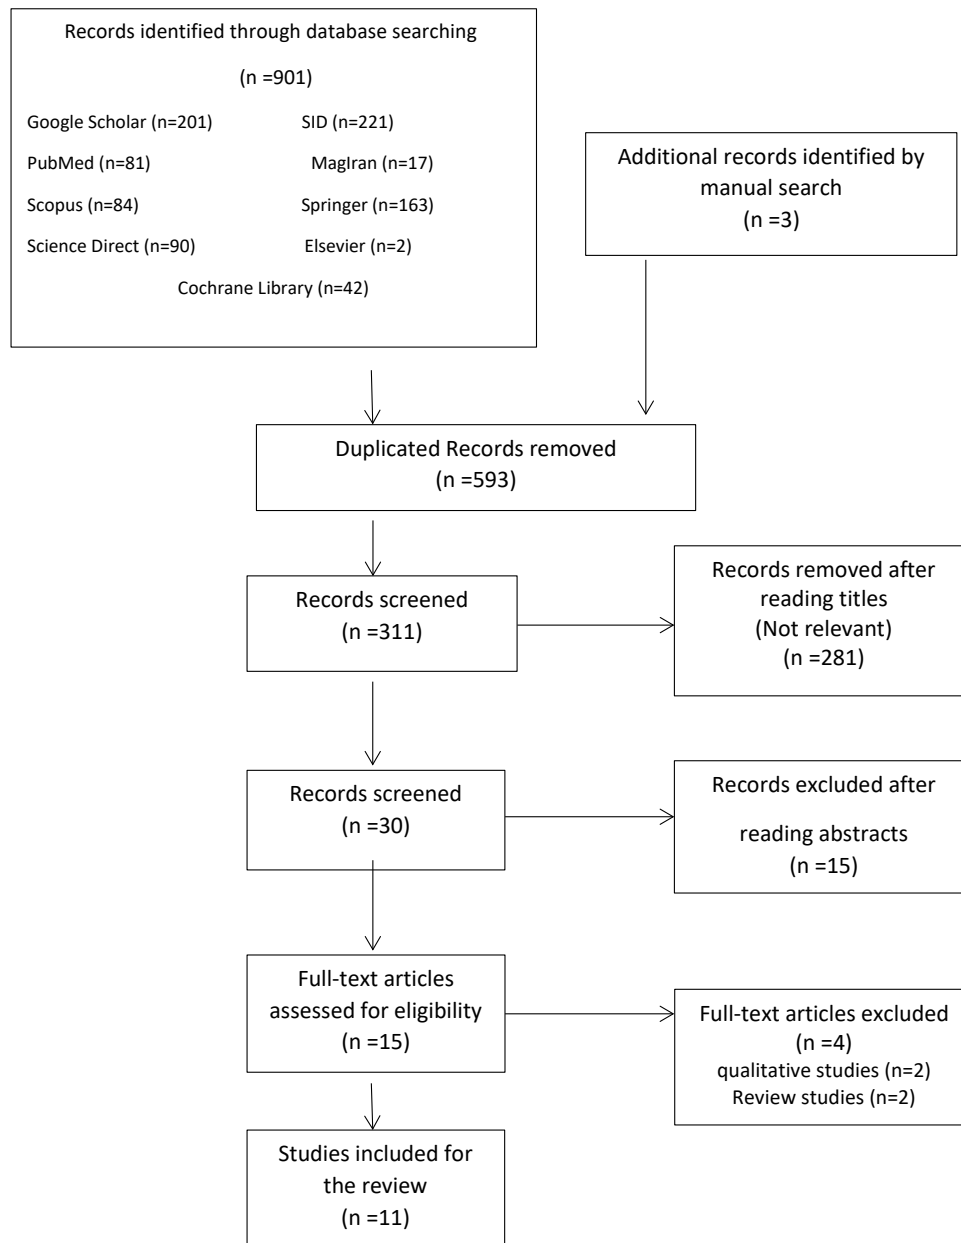 Records identified through database searching
(n =901)
Google Scholar (n=201) SID (n=221)
PubMed (n=81) MagIran (n=17)
Scopus (n=84) Springer (n=163)
Science Direct (n=90) Elsevier (n=2)
Cochrane Library (n=42)
Additional records identified by
manual search
(n =3)
Duplicated Records removed
(n =593)
Records screened
(n =311)
Records removed after
reading titles
(Not relevant)
(n =281)
Records screened
(n =30)
Records excluded after
reading abstracts
(n =15)
Full-text articles
assessed for eligibility
(n =15)
Full-text articles excluded
(n =4)
qualitative studies (n=2)
Review studies (n=2)
Studies included for
the review
(n =11)